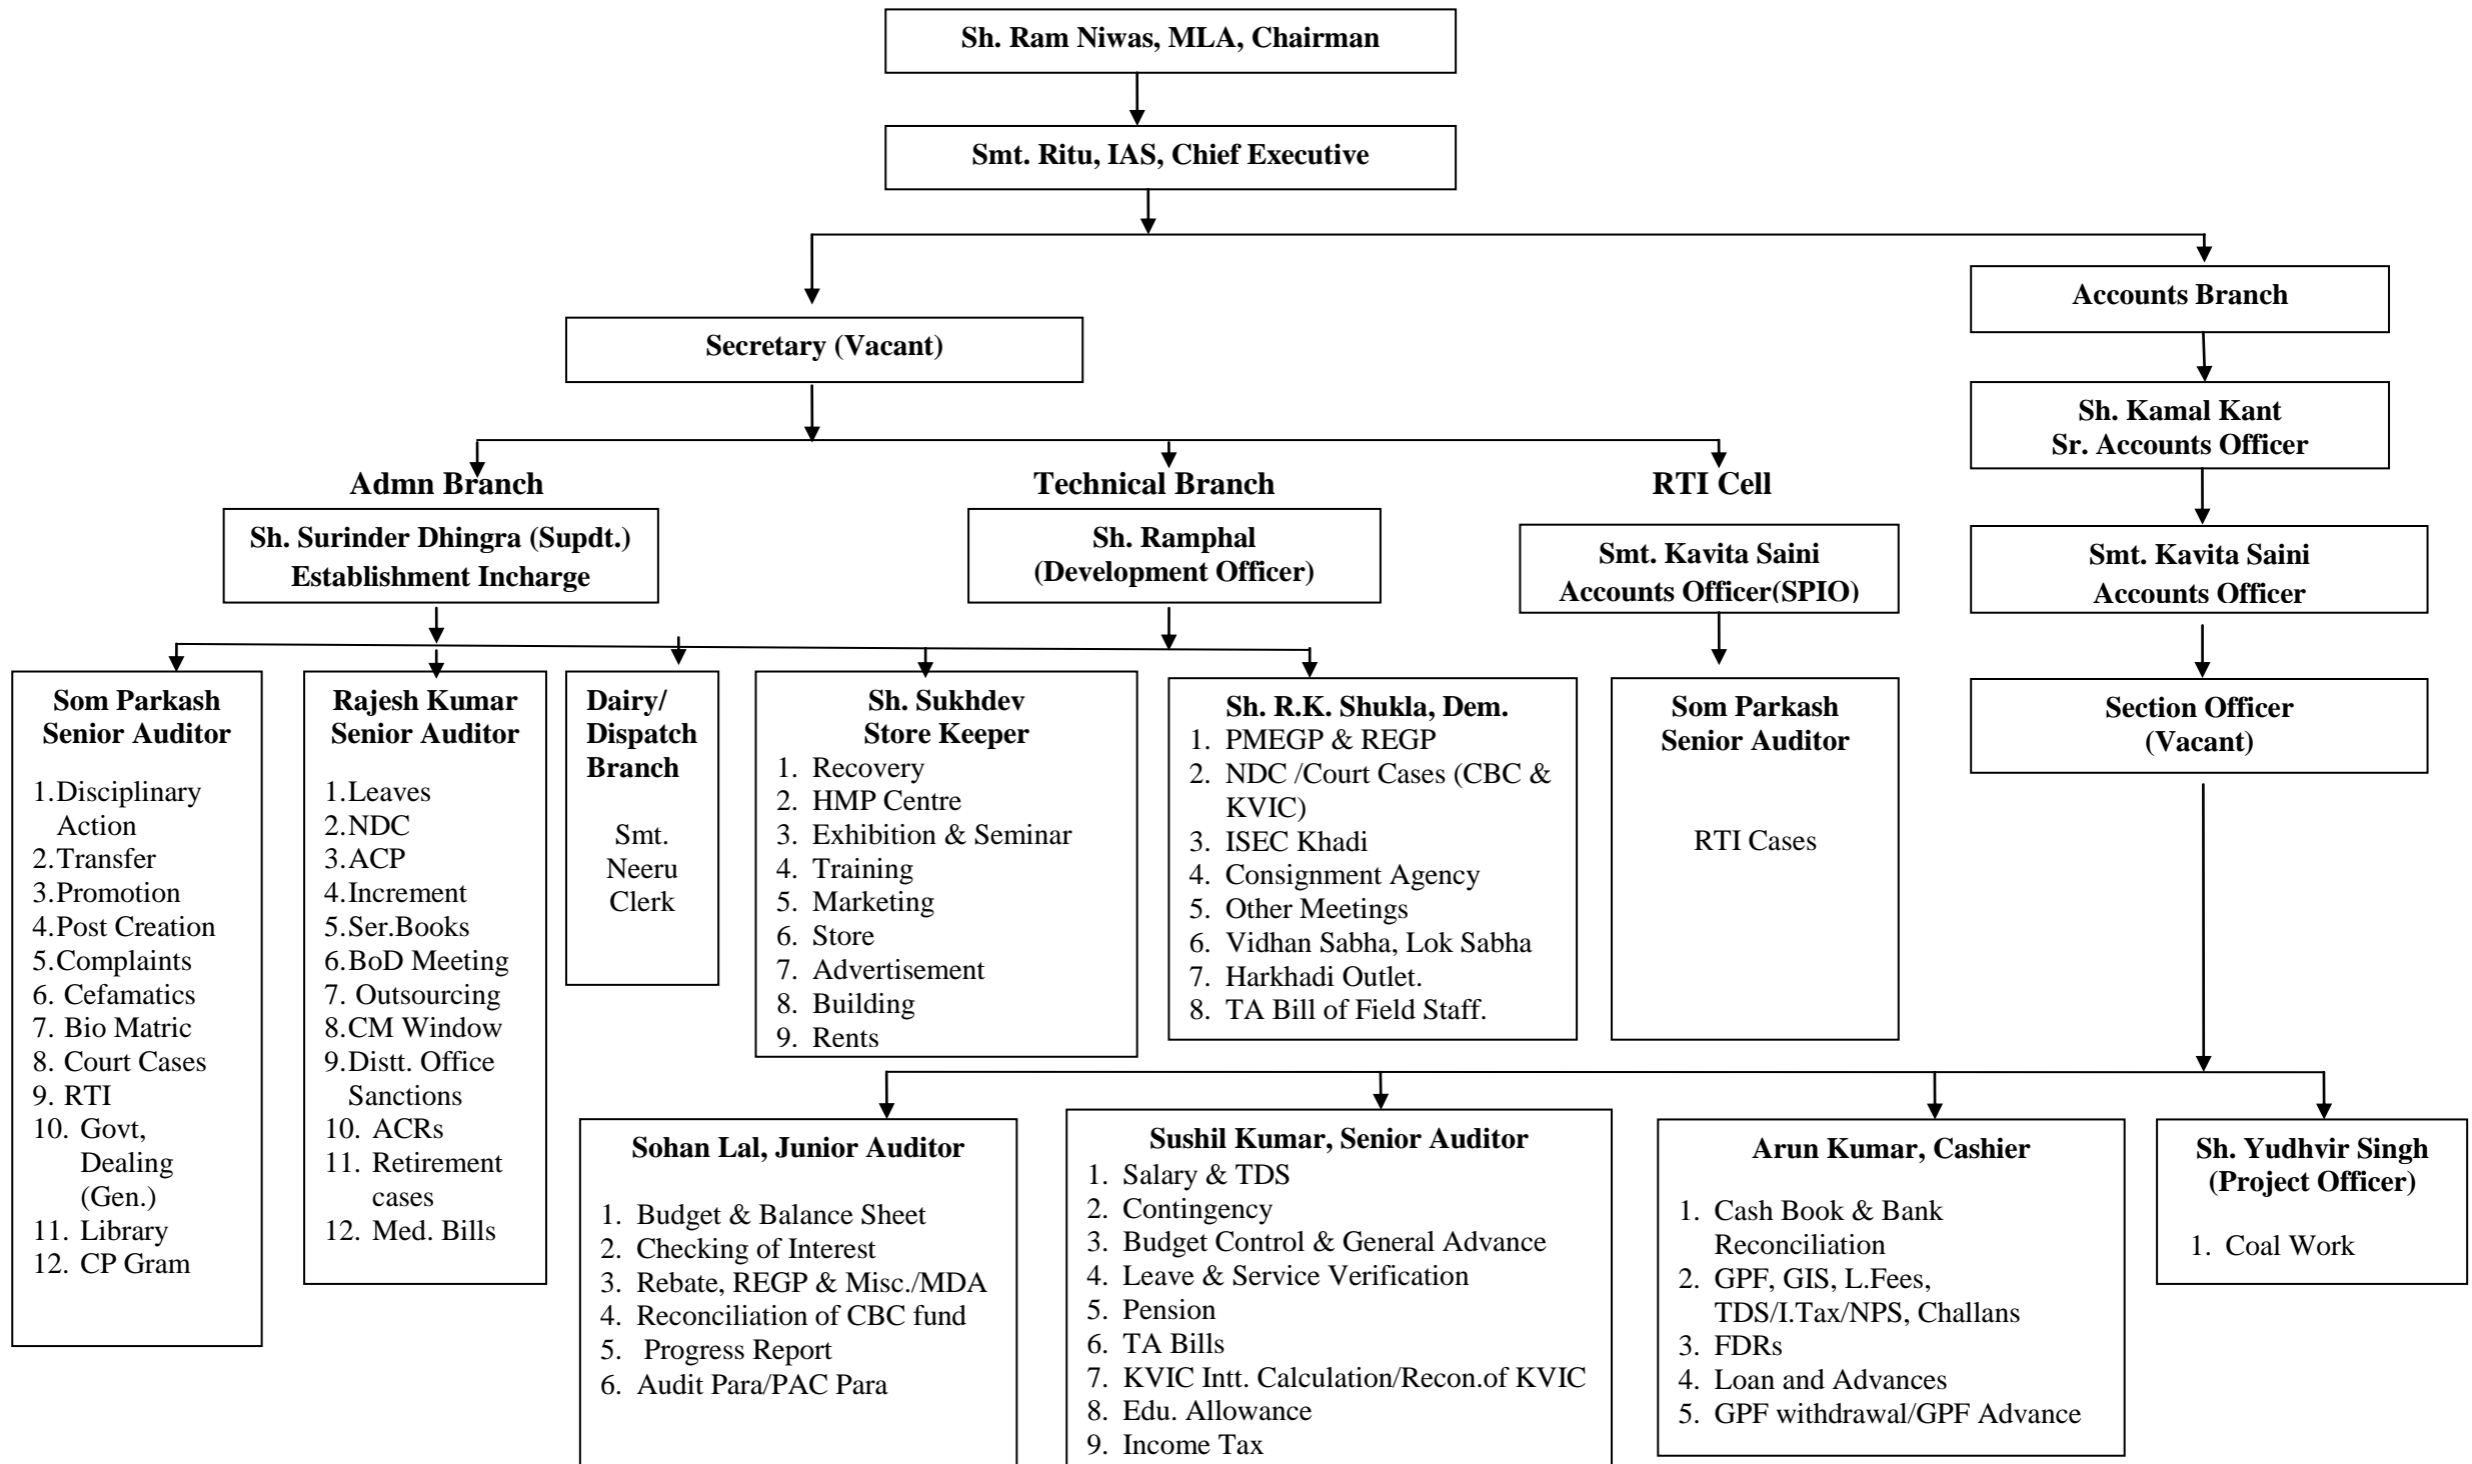 Sh. Ram Niwas, MLA, Chairman
Smt. Ritu, IAS, Chief Executive
Accounts Branch
Secretary (Vacant)
Sh. Kamal Kant
Sr. Accounts Officer
Admn Branch
Technical Branch
RTI Cell
Sh. Surinder Dhingra (Supdt.)
Establishment Incharge
Sh. Ramphal
(Development Officer)
Smt. Kavita Saini
Accounts Officer(SPIO)
Smt. Kavita Saini
Accounts Officer
Som Parkash
Senior Auditor
1.Disciplinary
Action
2.Transfer
3.Promotion
4.Post Creation
5.Complaints
6. Cefamatics
7. Bio Matric
8. Court Cases
9. RTI
10. Govt,
Dealing
(Gen.)
11. Library
12. CP Gram
Rajesh Kumar
Senior Auditor
1.Leaves
2.NDC
3.ACP
4.Increment
5.Ser.Books
6.BoD Meeting
7. Outsourcing
8.CM Window
9.Distt. Office
Sanctions
10. ACRs
11. Retirement
cases
12. Med. Bills
Dairy/
Dispatch
Branch
Smt.
Neeru
Clerk
Sh. Sukhdev
Store Keeper
1. Recovery
2. HMP Centre
3. Exhibition & Seminar
4. Training
5. Marketing
6. Store
7. Advertisement
8. Building
9. Rents
Sh. R.K. Shukla, Dem.
1. PMEGP & REGP
2. NDC /Court Cases (CBC &
KVIC)
3. ISEC Khadi
4. Consignment Agency
5. Other Meetings
6. Vidhan Sabha, Lok Sabha
7. Harkhadi Outlet.
8. TA Bill of Field Staff.
Som Parkash
Senior Auditor
RTI Cases
Section Officer
(Vacant)
Sohan Lal, Junior Auditor
1. Budget & Balance Sheet
2. Checking of Interest
3. Rebate, REGP & Misc./MDA
4. Reconciliation of CBC fund
5. Progress Report
6. Audit Para/PAC Para
Sushil Kumar, Senior Auditor
1. Salary & TDS
2. Contingency
3. Budget Control & General Advance
4. Leave & Service Verification
5. Pension
6. TA Bills
7. KVIC Intt. Calculation/Recon.of KVIC
8. Edu. Allowance
9. Income Tax
Arun Kumar, Cashier
1. Cash Book & Bank
Reconciliation
2. GPF, GIS, L.Fees,
TDS/I.Tax/NPS, Challans
3. FDRs
4. Loan and Advances
5. GPF withdrawal/GPF Advance
Sh. Yudhvir Singh
(Project Officer)
1. Coal Work